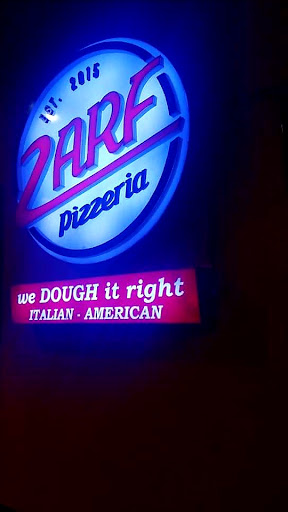 EST. 2015
ZARF
pizzeria
we DOUGH it right
ITALIAN - AMERICAN